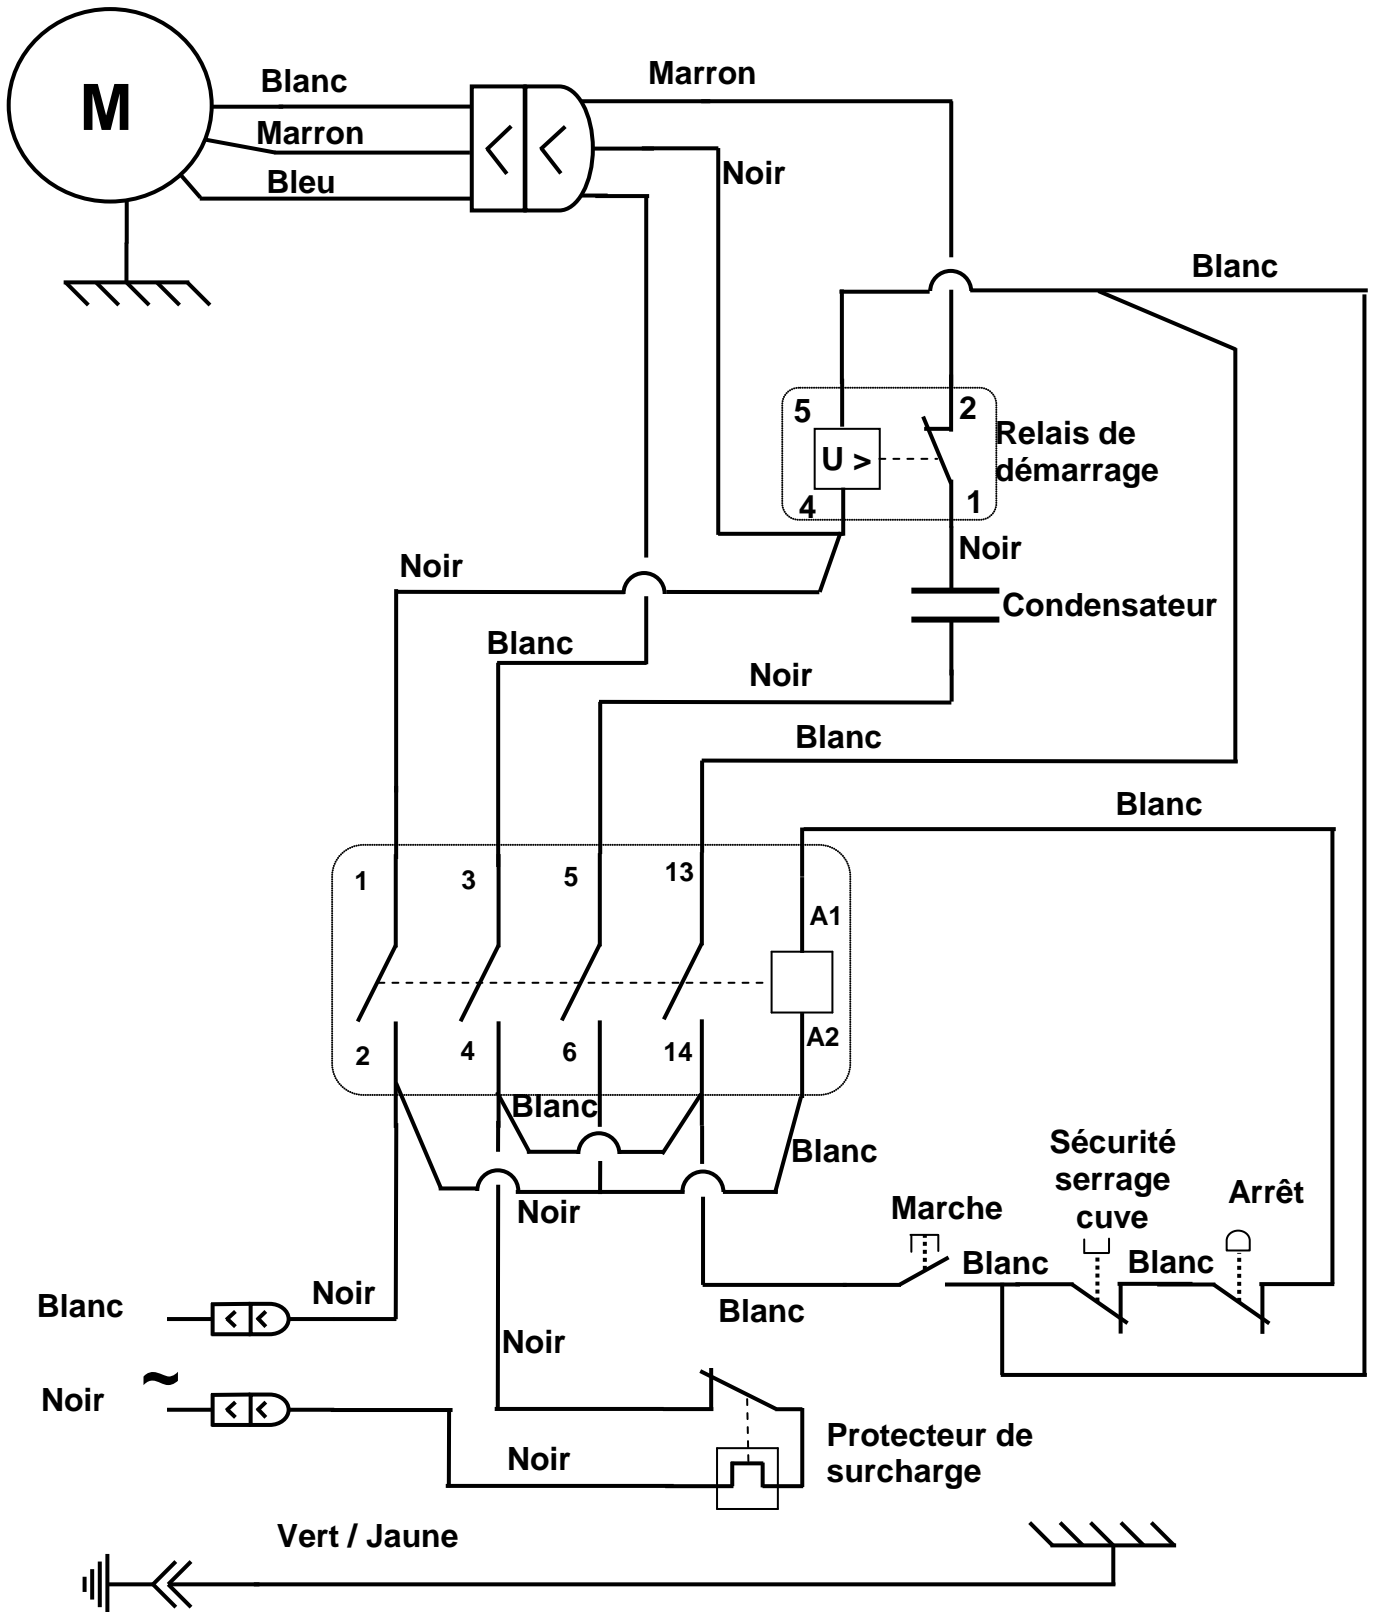 Marron
Blanc
M
Marron
Noir
Bleu
Blanc
5
2
Relais de
démarrage
U >
4
1
Noir
Noir
Condensateur
Blanc
Noir
Blanc
Blanc
1
3
5
13
A1
2
4
6
14
A2
Blanc
Blanc
Sécurité
serrage
cuve
Arrêt
Marche
Noir
Blanc
Blanc
Blanc
Noir
Blanc
Noir
~
Noir
Protecteur de
surcharge
Noir
Vert / Jaune